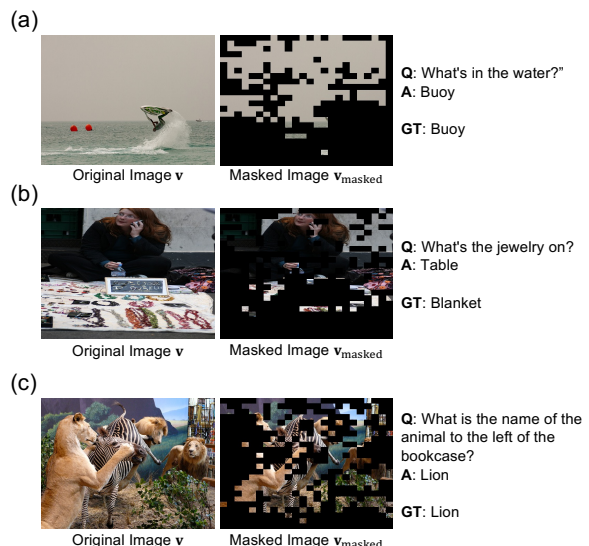 (a)
Q: What's in the water?”
A: Buoy
GT: Buoy
Original Image v
Masked Image vmasked
(b)
Q: What's the jewelry on?
A: Table
GT: Blanket
Original Image v
Masked Image vmasked
(c)
Q: What is the name of the
animal to the left of the
bookcase?
A: Lion
GT: Lion
Original Image v
Masked Image vmasked